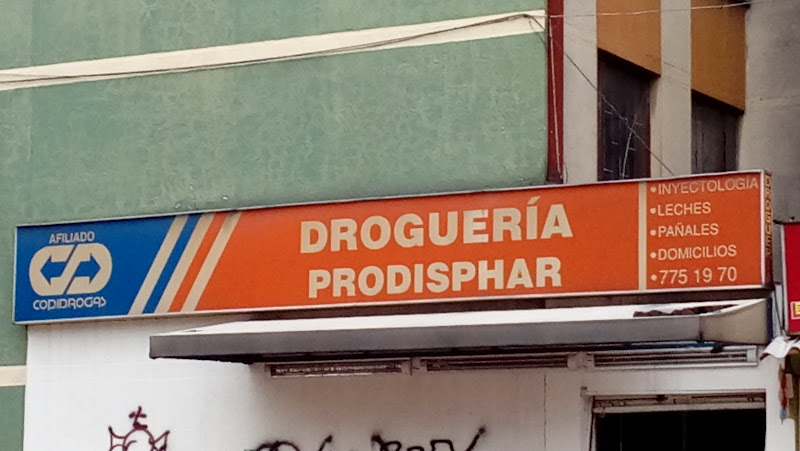 AFILIADO
COPIDROGAS
DROGUERÍA
PRODISPHAR
•INYECTOLOGÍA
•LECHES
•PAÑALES
•DOMICILIOS
•775 19 70